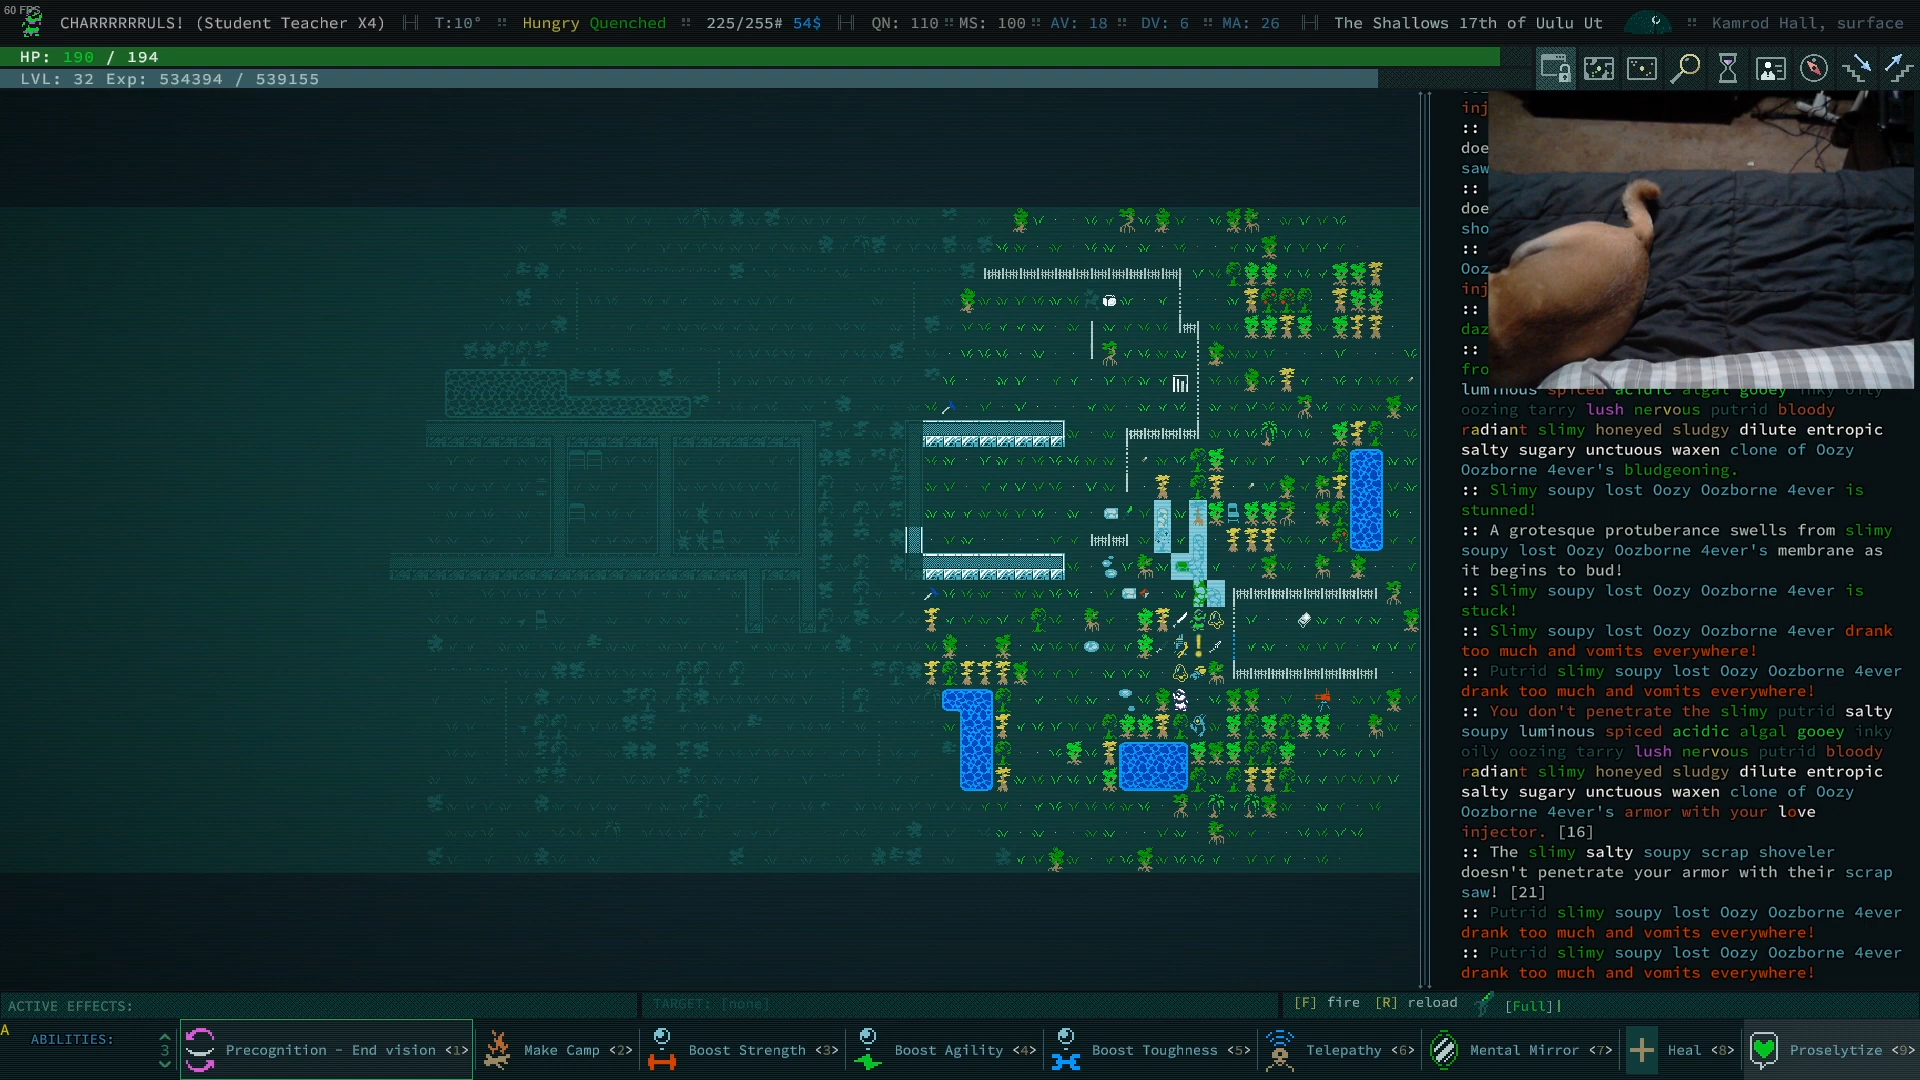 60 FPS
CHARRRRRRULS! (Student Teacher X4) T:10° :: Hungry Quenched :: 225/255# 54$ QN: 110 :: MS: 100 :: AV: 18 :: DV: 6 :: MA: 26 The Shallows 17th of Uulu Ut :: Kamrod Hall, surface
HP: 190 / 194
LVL: 32 Exp: 534394 / 539155
inj
::
doe
saw
::
doe
sho
::
Ooz
inj
::
daz
::
fro
luminous spiced acidic algal gooey inky oily
oozing tarry lush nervous putrid bloody
radiant slimy honeyed sludgy dilute entropic
salty sugary unctuous waxen clone of Oozy
Oozborne 4ever's bludgeoning.
:: Slimy soupy lost Oozy Oozborne 4ever is
stunned!
:: A grotesque protuberance swells from slimy
soupy lost Oozy Oozborne 4ever's membrane as
it begins to bud!
:: Slimy soupy lost Oozy Oozborne 4ever is
stuck!
:: Slimy soupy lost Oozy Oozborne 4ever drank
too much and vomits everywhere!
:: Putrid slimy soupy lost Oozy Oozborne 4ever
drank too much and vomits everywhere!
:: You don't penetrate the slimy putrid salty
soupy luminous spiced acidic algal gooey inky
oily oozing tarry lush nervous putrid bloody
radiant slimy honeyed sludgy dilute entropic
salty sugary unctuous waxen clone of Oozy
Oozborne 4ever's armor with your love
injector. [16]
:: The slimy salty soupy scrap shoveler
doesn't penetrate your armor with their scrap
saw! [21]
:: Putrid slimy soupy lost Oozy Oozborne 4ever
drank too much and vomits everywhere!
:: Putrid slimy soupy lost Oozy Oozborne 4ever
drank too much and vomits everywhere!
ACTIVE EFFECTS: TARGET: [none] [F] fire [R] reload [Full]
A ABILITIES: 3 Precognition - End vision <1> Make Camp <2> Boost Strength <3> Boost Agility <4> Boost Toughness <5> Telepathy <6> Mental Mirror <7> Heal <8> Proselytize <9>